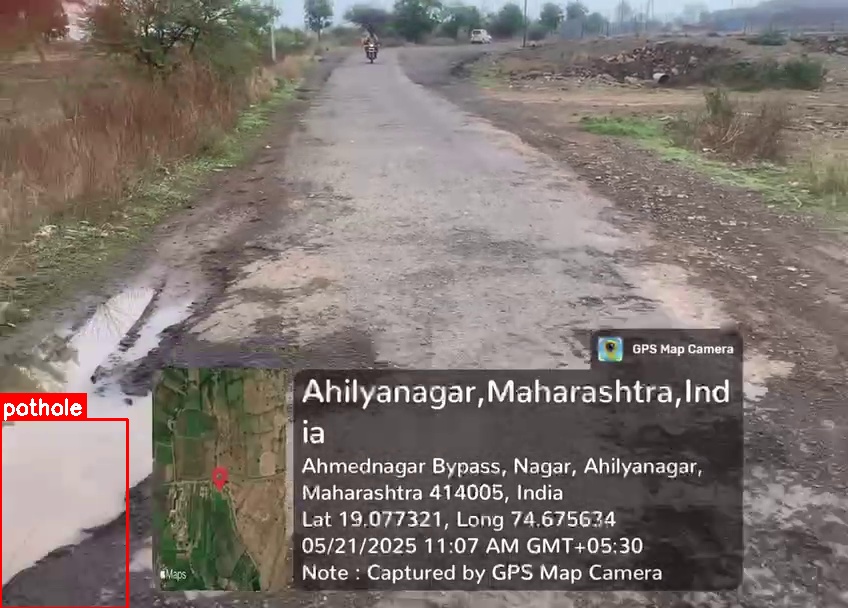 pothole
GPS Map Camera
Ahilyanagar,Maharashtra,Ind
ia
Ahmednagar Bypass, Nagar, Ahilyanagar,
Maharashtra 414005, India
Lat 19.077321, Long 74.675634
05/21/2025 11:07 AM GMT+05:30
Note : Captured by GPS Map Camera
Maps